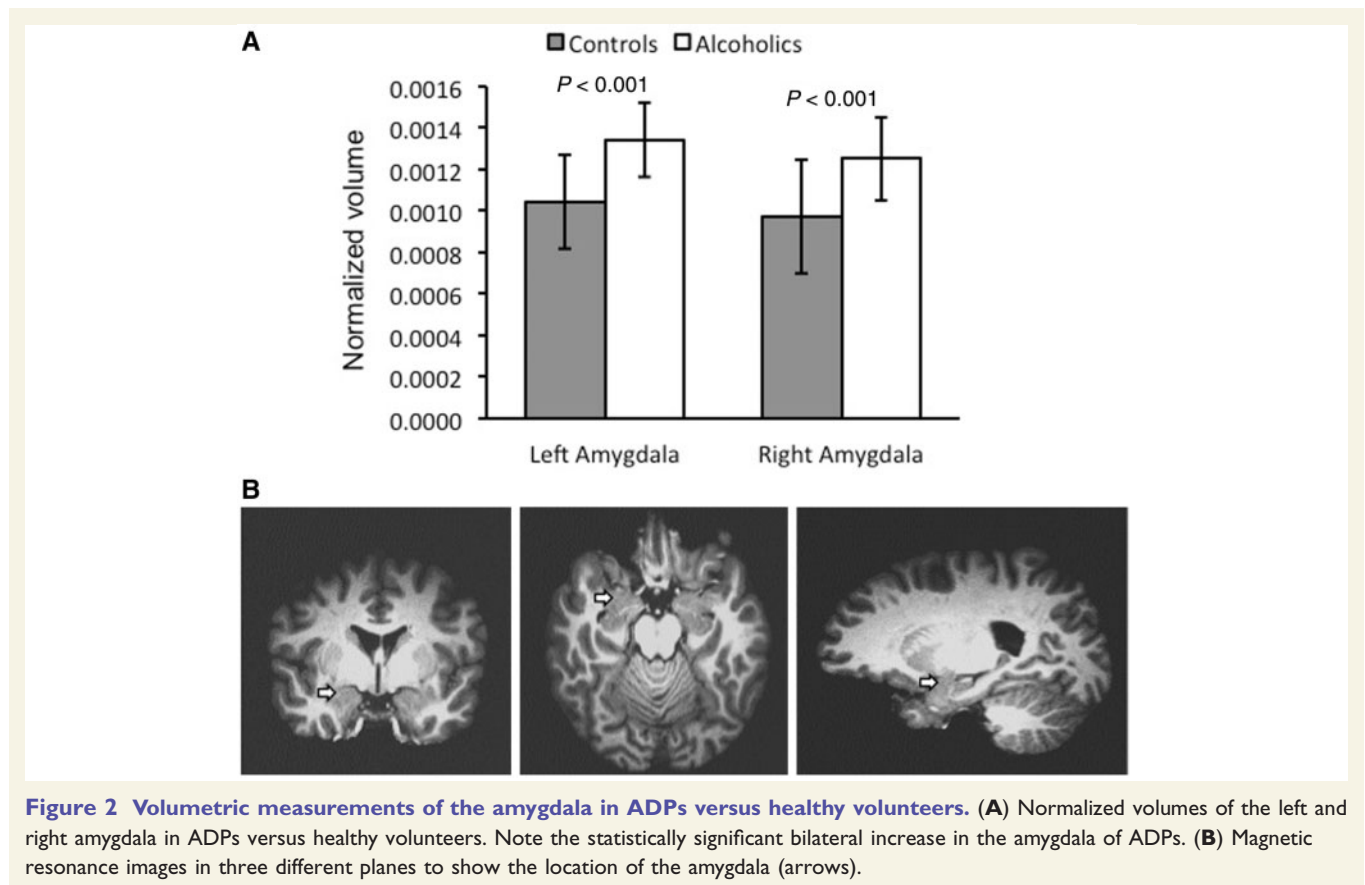 A
Controls Alcoholics
P < 0.001
P < 0.001
Normalized volume
0.0016
0.0014
0.0012
0.0010
0.0008
0.0006
0.0004
0.0002
0.0000
Left Amygdala Right Amygdala
B
Figure 2 Volumetric measurements of the amygdala in ADPs versus healthy volunteers. (A) Normalized volumes of the left and
right amygdala in ADPs versus healthy volunteers. Note the statistically significant bilateral increase in the amygdala of ADPs. (B) Magnetic
resonance images in three different planes to show the location of the amygdala (arrows).